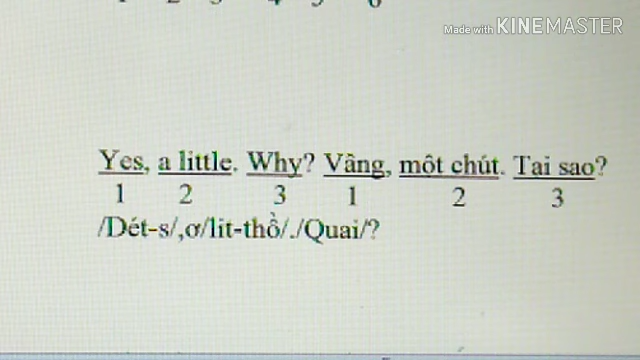 Made with KINEMASTER
Yes, a little. Why? Vâng, một chút. Tai sao?
1 2 3 1 2 3
/Dét-s/,ơ/lit-thồ/./Quai/?